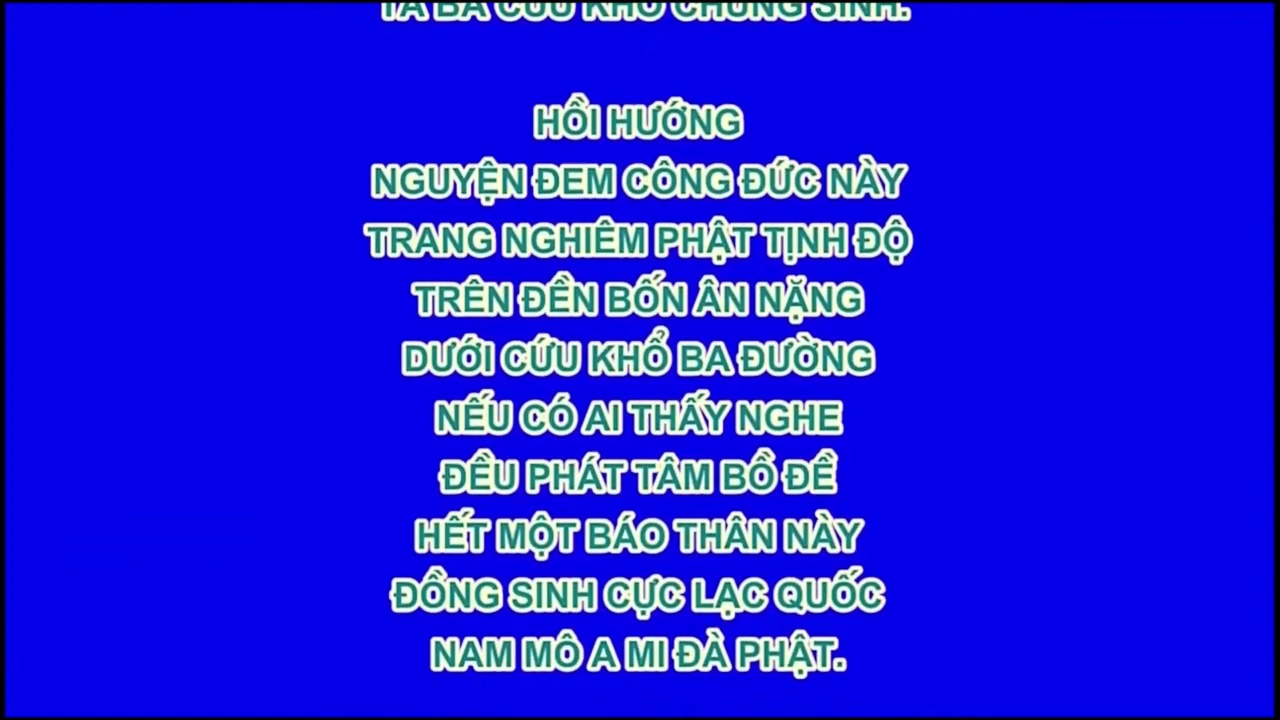 TA BÀ CỨU KHỔ CHÚNG SINH.
HỒI HƯỚNG
NGUYỆN ĐEM CÔNG ĐỨC NÀY
TRANG NGHIÊM PHẬT TỊNH ĐỘ
TRÊN ĐỀN BỐN ÂN NẶNG
DƯỚI CỨU KHỔ BA ĐƯỜNG
NẾU CÓ AI THẤY NGHE
ĐỀU PHÁT TÂM BỒ ĐỀ
HẾT MỘT BÁO THÂN NÀY
ĐỒNG SINH CỰC LẠC QUỐC
NAM MÔ A MI ĐÀ PHẬT.